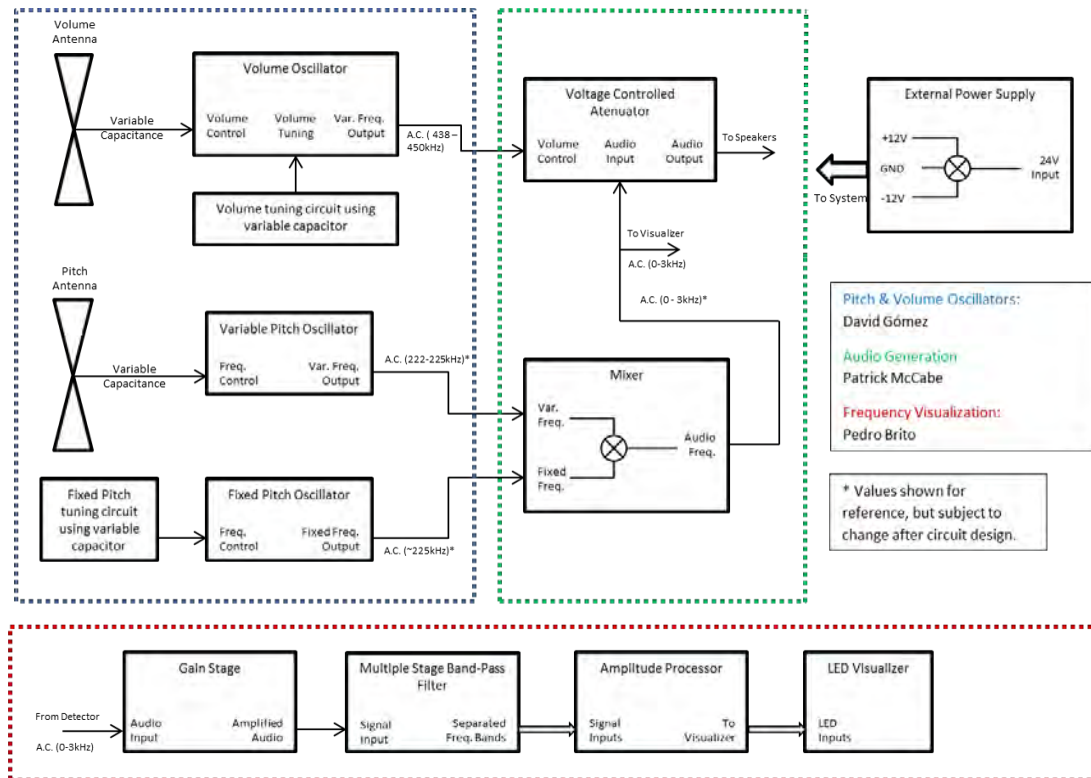 Volume
Antenna
Variable
Capacitance
Volume Oscillator
Volume
Control
Volume
Tuning
Var. Freq.
Output
A.C. ( 438 –
450kHz)
Volume tuning circuit using
variable capacitor
Pitch
Antenna
Variable
Capacitance
Variable Pitch Oscillator
Freq.
Control
Var. Freq.
Output
A.C. (222-225kHz)*
Fixed Pitch
tuning circuit
using variable
capacitor
Fixed Pitch Oscillator
Freq.
Control
Fixed Freq.
Output
A.C. (~225kHz)*
Voltage Controlled
Atenuator
Volume
Control
Audio
Input
Audio
Output
To Speakers
To Visualizer
A.C. (0-3kHz)
A.C. (0 - 3kHz)*
Mixer
Var.
Freq.
Fixed
Freq.
Audio
Freq.
External Power Supply
+12V
GND
-12V
24V
Input
To System
Pitch & Volume Oscillators:
David Gómez
Audio Generation
Patrick McCabe
Frequency Visualization:
Pedro Brito
* Values shown for
reference, but subject to
change after circuit design.
From Detector
A.C. (0-3kHz)
Gain Stage
Audio
Input
Amplified
Audio
Multiple Stage Band-Pass
Filter
Signal
Input
Separated
Freq. Bands
Amplitude Processor
Signal
Inputs
To
Visualizer
LED Visualizer
LED
Inputs